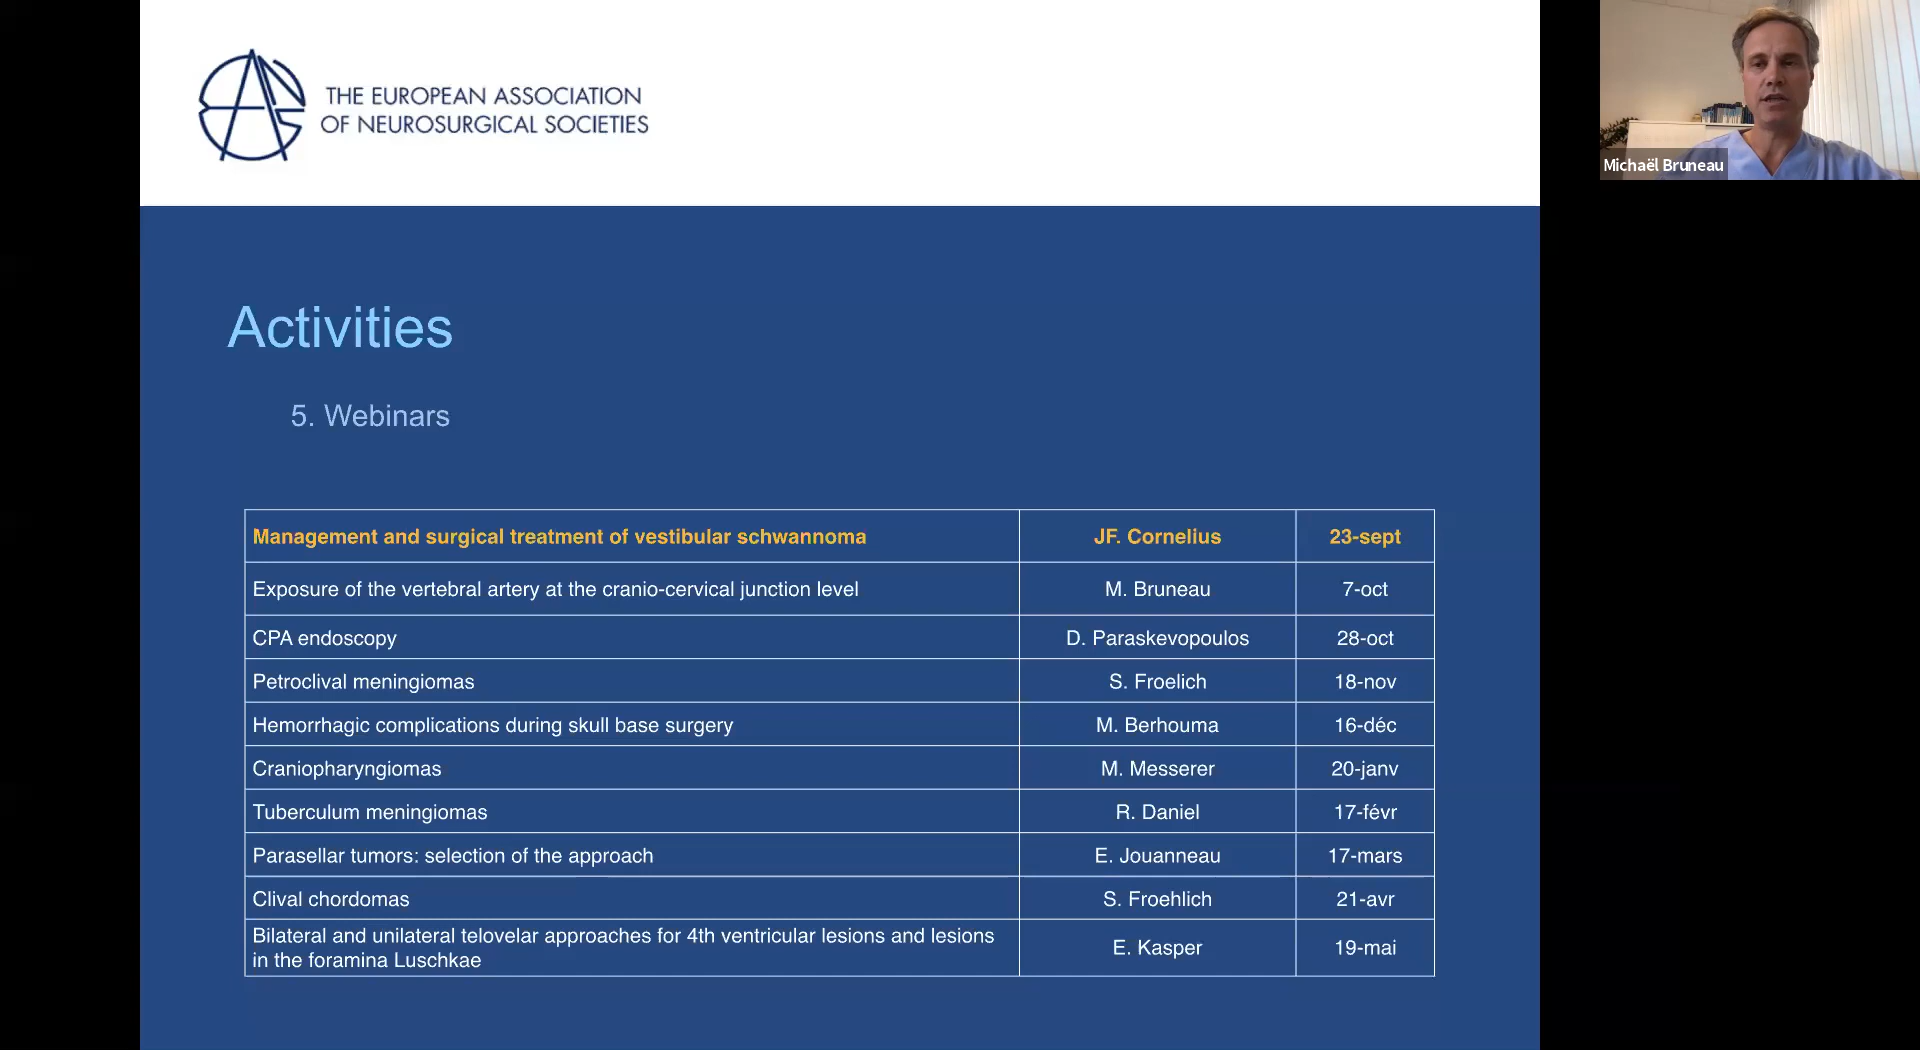 THE EUROPEAN ASSOCIATION
OF NEUROSURGICAL SOCIETIES
Michaël Bruneau
Activities
5. Webinars
Management and surgical treatment of vestibular schwannoma JF. Cornelius 23-sept
Exposure of the vertebral artery at the cranio-cervical junction level M. Bruneau 7-oct
CPA endoscopy D. Paraskevopoulos 28-oct
Petroclival meningiomas S. Froelich 18-nov
Hemorrhagic complications during skull base surgery M. Berhouma 16-déc
Craniopharyngiomas M. Messerer 20-janv
Tuberculum meningiomas R. Daniel 17-févr
Parasellar tumors: selection of the approach E. Jouanneau 17-mars
Clival chordomas S. Froehlich 21-avr
Bilateral and unilateral telovelar approaches for 4th ventricular lesions and lesions
in the foramina Luschkae E. Kasper 19-mai